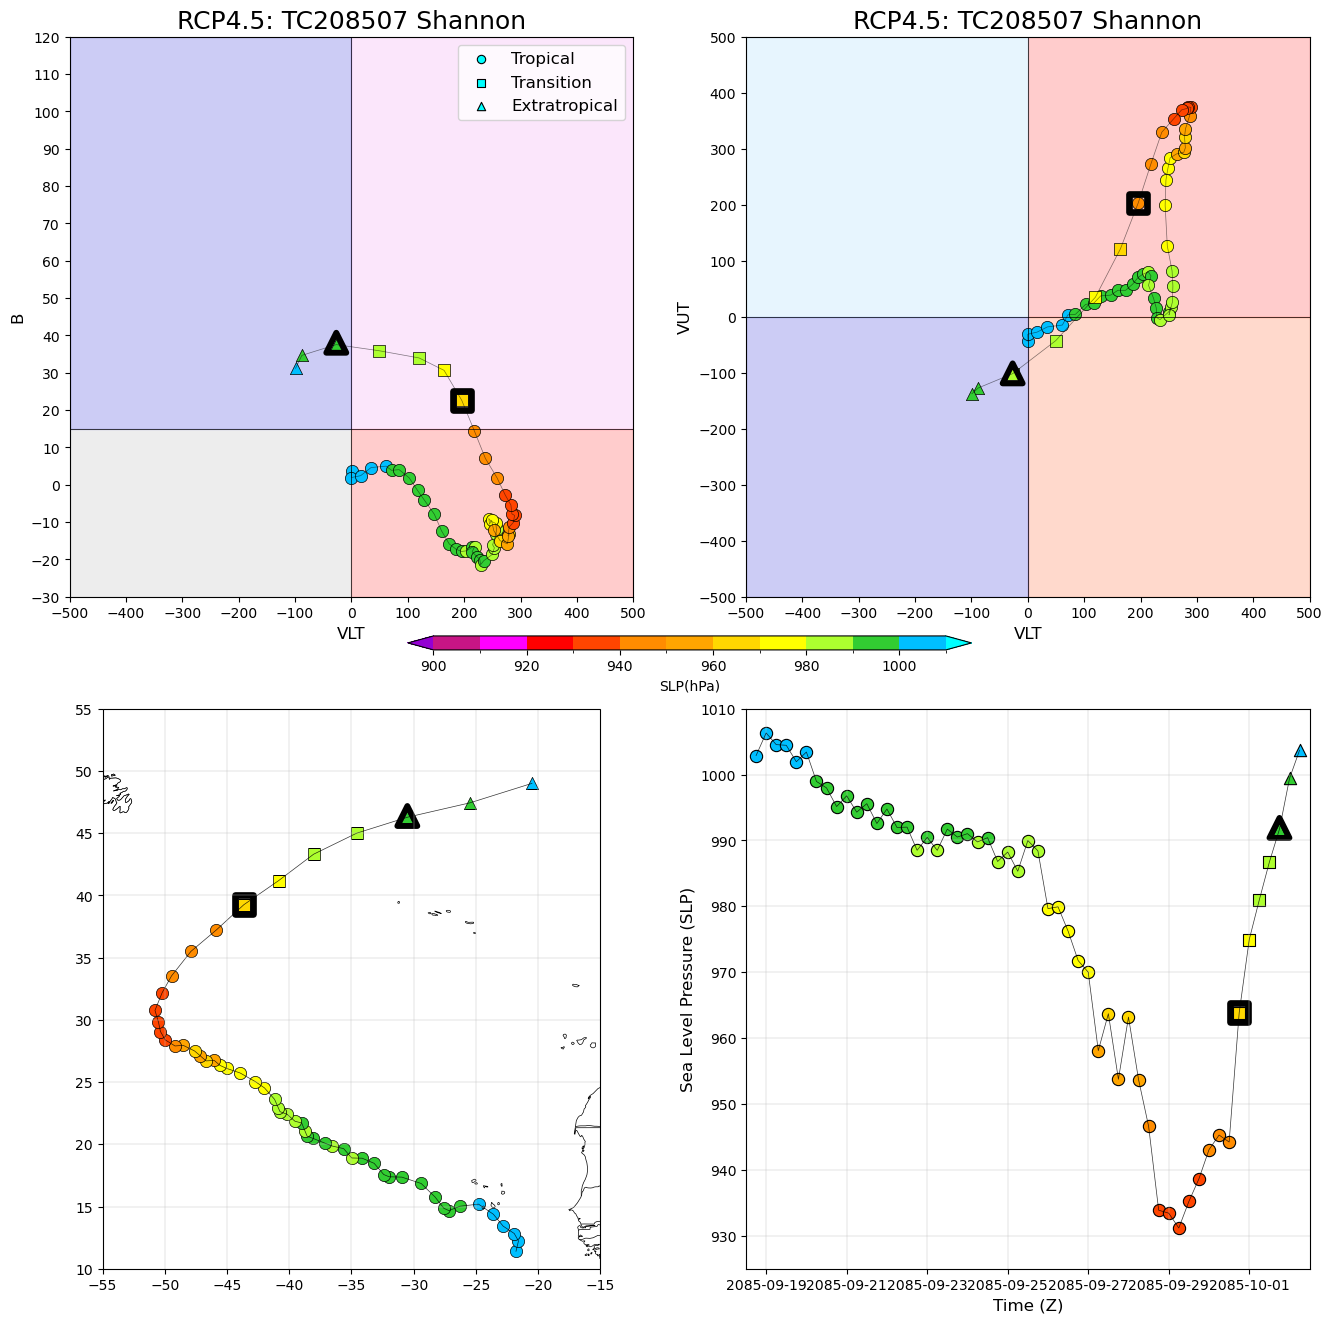 RCP4.5: TC208507 Shannon
120
110
100
90
80
70
60
50
40
30
20
10
0
−10
−20
−30
B
−500 −400 −300 −200 −100 0 100 200 300 400 500
VLT
Tropical
Transition
Extratropical
RCP4.5: TC208507 Shannon
500
400
300
200
100
0
−100
−200
−300
−400
−500
VUT
−500 −400 −300 −200 −100 0 100 200 300 400 500
VLT
900 920 940 960 980 1000
SLP(hPa)
55
50
45
40
35
30
25
20
15
10
−55 −50 −45 −40 −35 −30 −25 −20 −15
1010
1000
990
980
970
960
950
940
930
Sea Level Pressure (SLP)
2085-09-19 2085-09-21 2085-09-23 2085-09-25 2085-09-27 2085-09-29 2085-10-01
Time (Z)